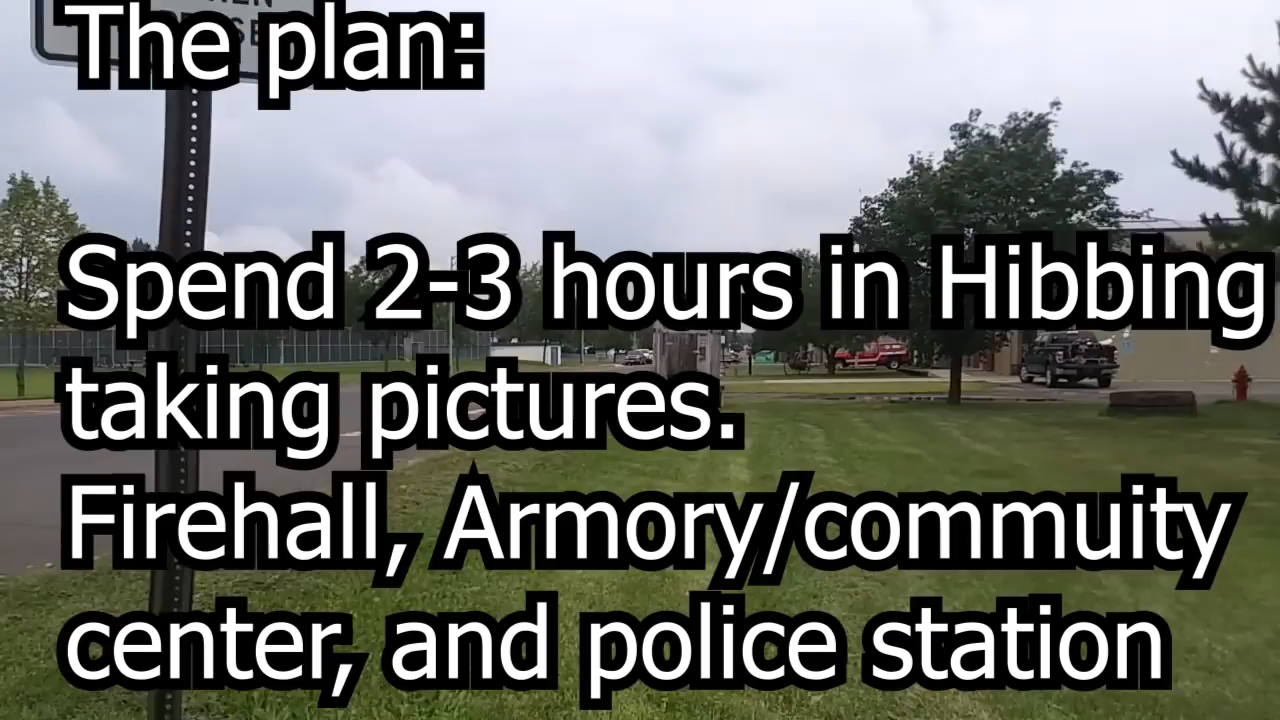 The plan:
Spend 2-3 hours in Hibbing
taking pictures.
Firehall, Armory/commuity
center, and police station